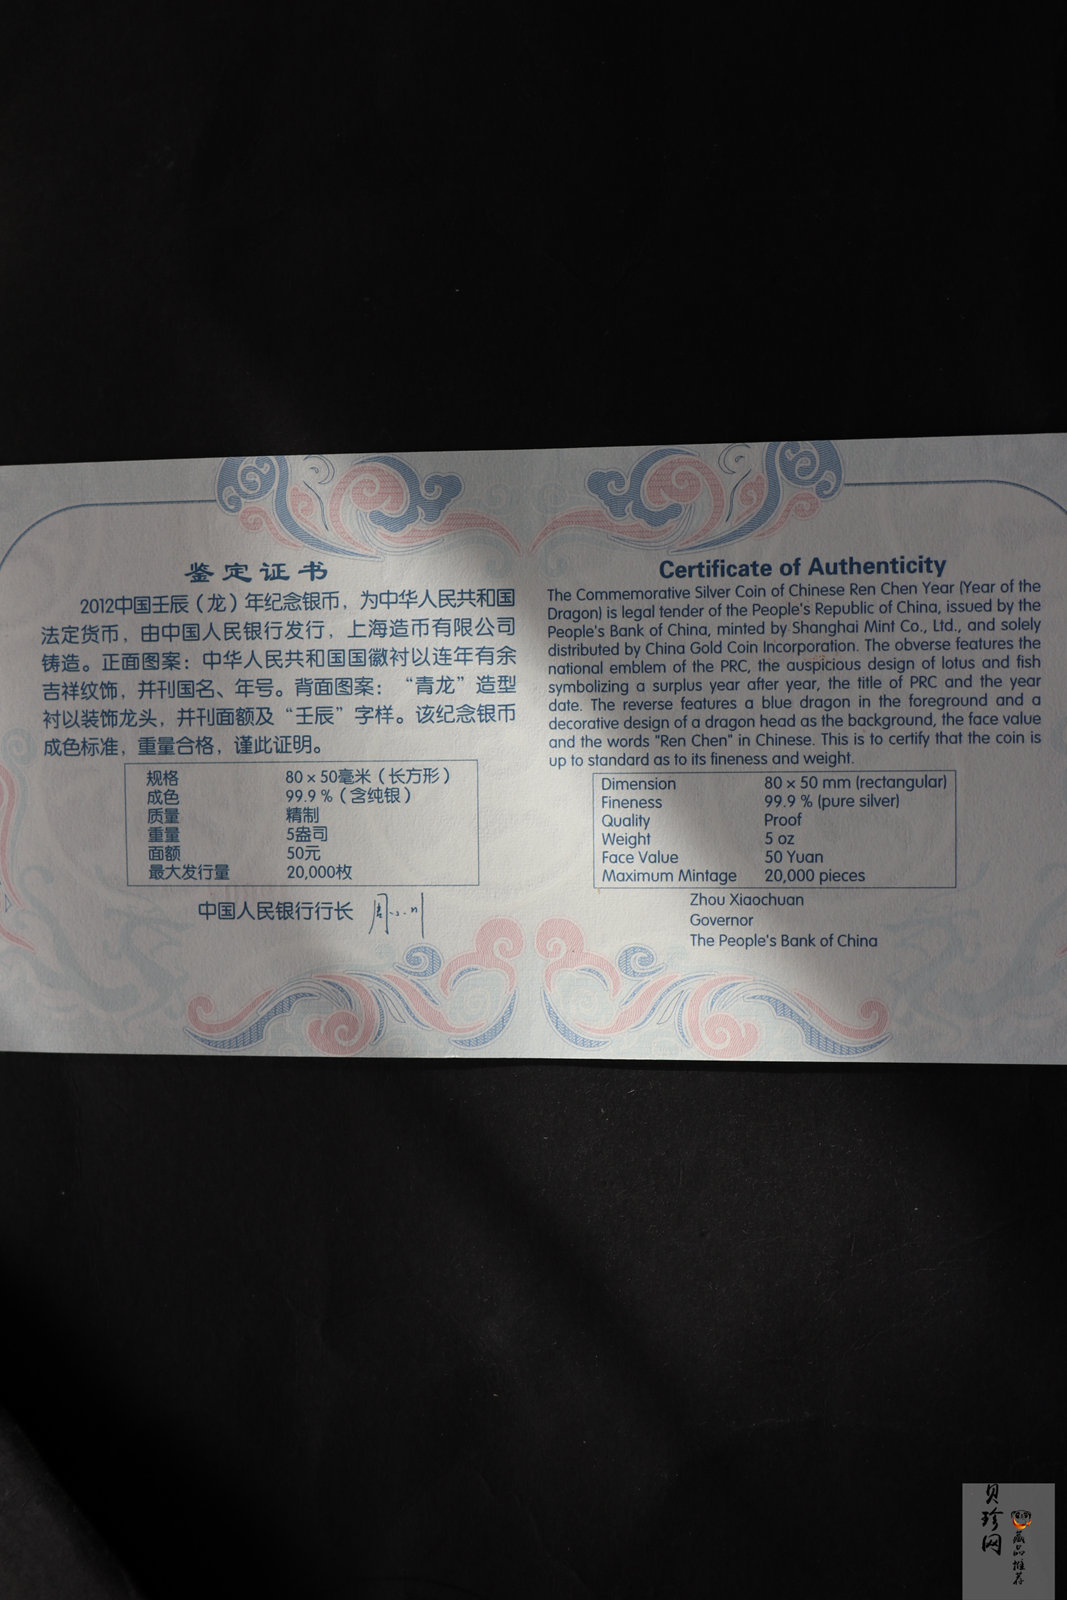 鉴定证书
2012中国壬辰（龙）年纪念银币，为中华人民共和国
法定货币，由中国人民银行发行，上海造币有限公司
铸造。正面图案：中华人民共和国国徽衬以连年有余
吉祥纹饰，并刊国名、年号。背面图案：“青龙”造型
衬以装饰龙头，并刊面额及“壬辰”字样。该纪念银币
成色标准，重量合格，谨此证明。
规格 80×50毫米（长方形）
成色 99.9％（含纯银）
质量 精制
重量 5盎司
面额 50元
最大发行量 20,000枚
中国人民银行行长 周小川
Certificate of Authenticity
The Commemorative Silver Coin of Chinese Ren Chen Year (Year of the
Dragon) is legal tender of the People's Republic of China, issued by the
People's Bank of China, minted by Shanghai Mint Co., Ltd., and solely
distributed by China Gold Coin Incorporation. The obverse features the
national emblem of the PRC, the auspicious design of lotus and fish
symbolizing a surplus year after year, the title of PRC and the year
date. The reverse features a blue dragon in the foreground and a
decorative design of a dragon head as the background, the face value
and the words "Ren Chen" in Chinese. This is to certify that the coin is
up to standard as to its fineness and weight.
Dimension 80 × 50 mm (rectangular)
Fineness 99.9 % (pure silver)
Quality Proof
Weight 5 oz
Face Value 50 Yuan
Maximum Mintage 20,000 pieces
Zhou Xiaochuan
Governor
The People's Bank of China
贝珍网
藏品推荐